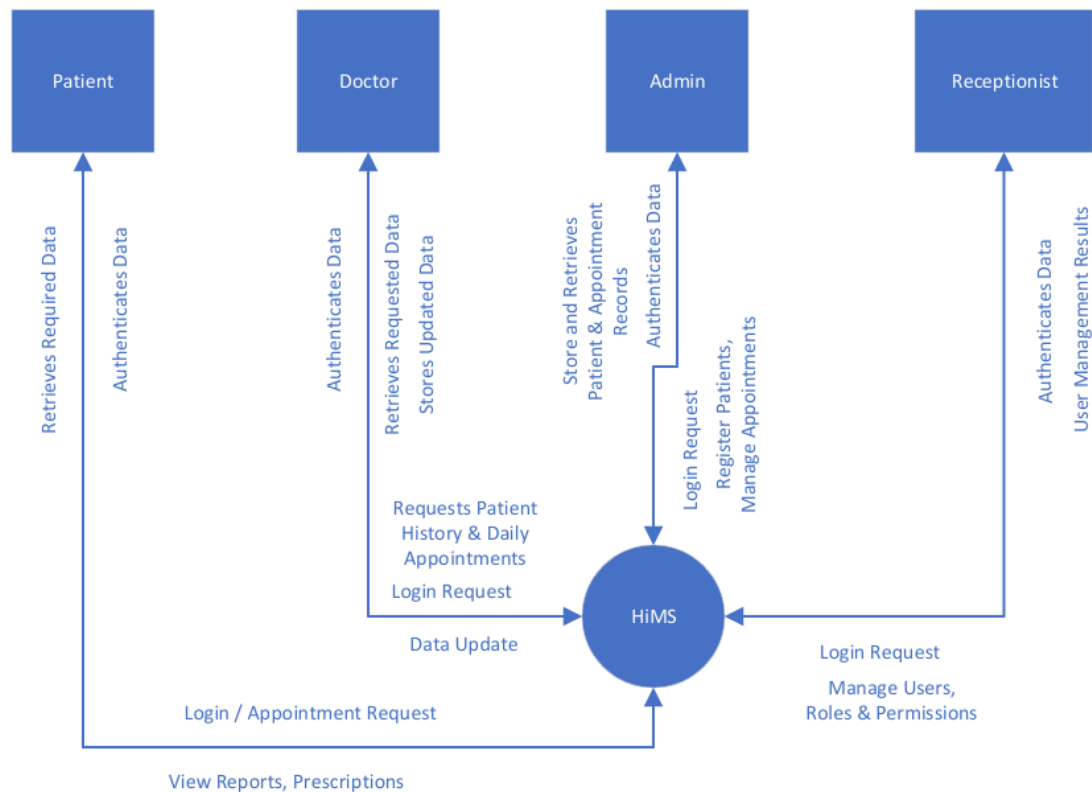 Patient
Doctor
Admin
Receptionist
Retrieves Required Data
Authenticates Data
Authenticates Data
Retrieves Requested Data
Stores Updated Data
Store and Retrieves
Patient & Appointment
Records
Authenticates Data
Login Request
Register Patients,
Manage Appointments
Authenticates Data
User Management Results
Requests Patient
History & Daily
Appointments
Login Request
Data Update
HiMS
Login Request
Manage Users,
Roles & Permissions
Login / Appointment Request
View Reports, Prescriptions